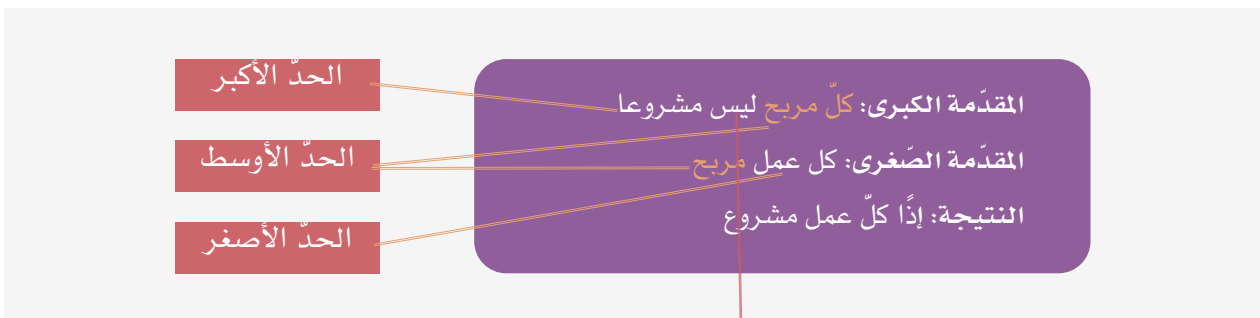 الحدّ الأكبر
المقدّمة الكبرى: كلّ مربح ليس مشروعا
الحدّ الأوسط
المقدّمة الصّغرى: كل عمل مربح
النتيجة: إذًا كلّ عمل مشروع
الحدّ الأصغر